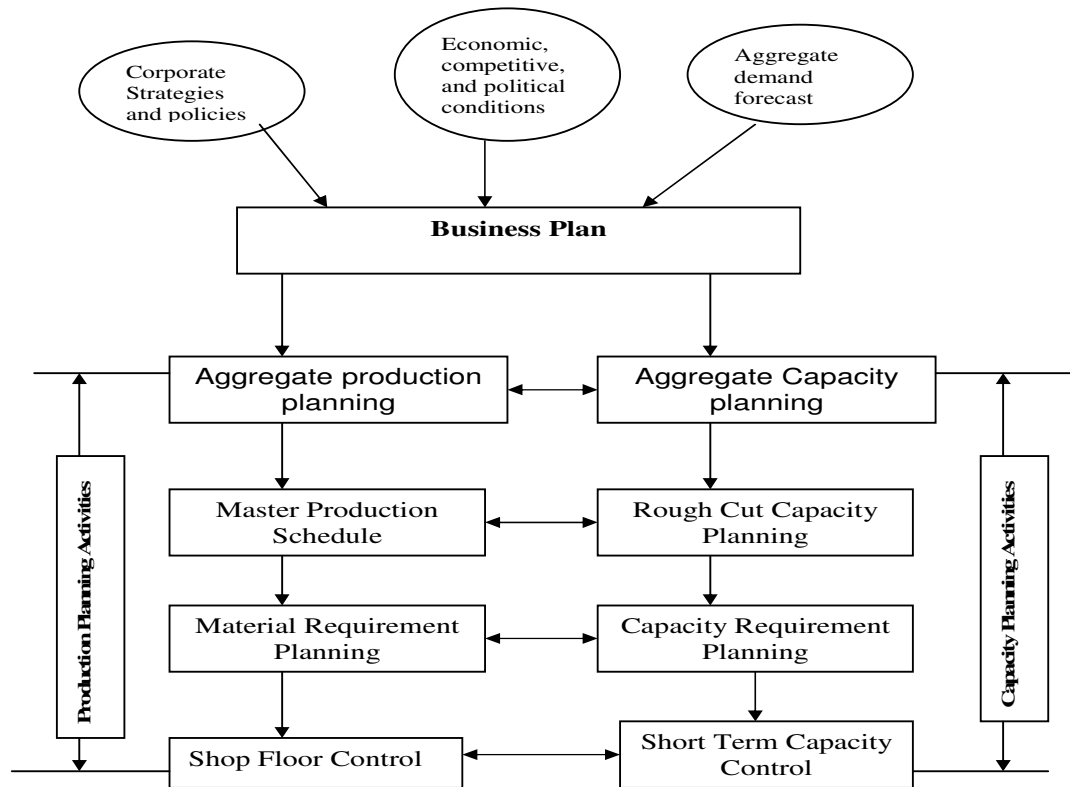 Corporate
Strategies
and policies
Economic,
competitive,
and political
conditions
Aggregate
demand
forecast
Business Plan
Aggregate production
planning
Aggregate Capacity
planning
Master Production
Schedule
Rough Cut Capacity
Planning
Material Requirement
Planning
Capacity Requirement
Planning
Shop Floor Control
Short Term Capacity
Control
Production Planning Activities
Capacity Planning Activities